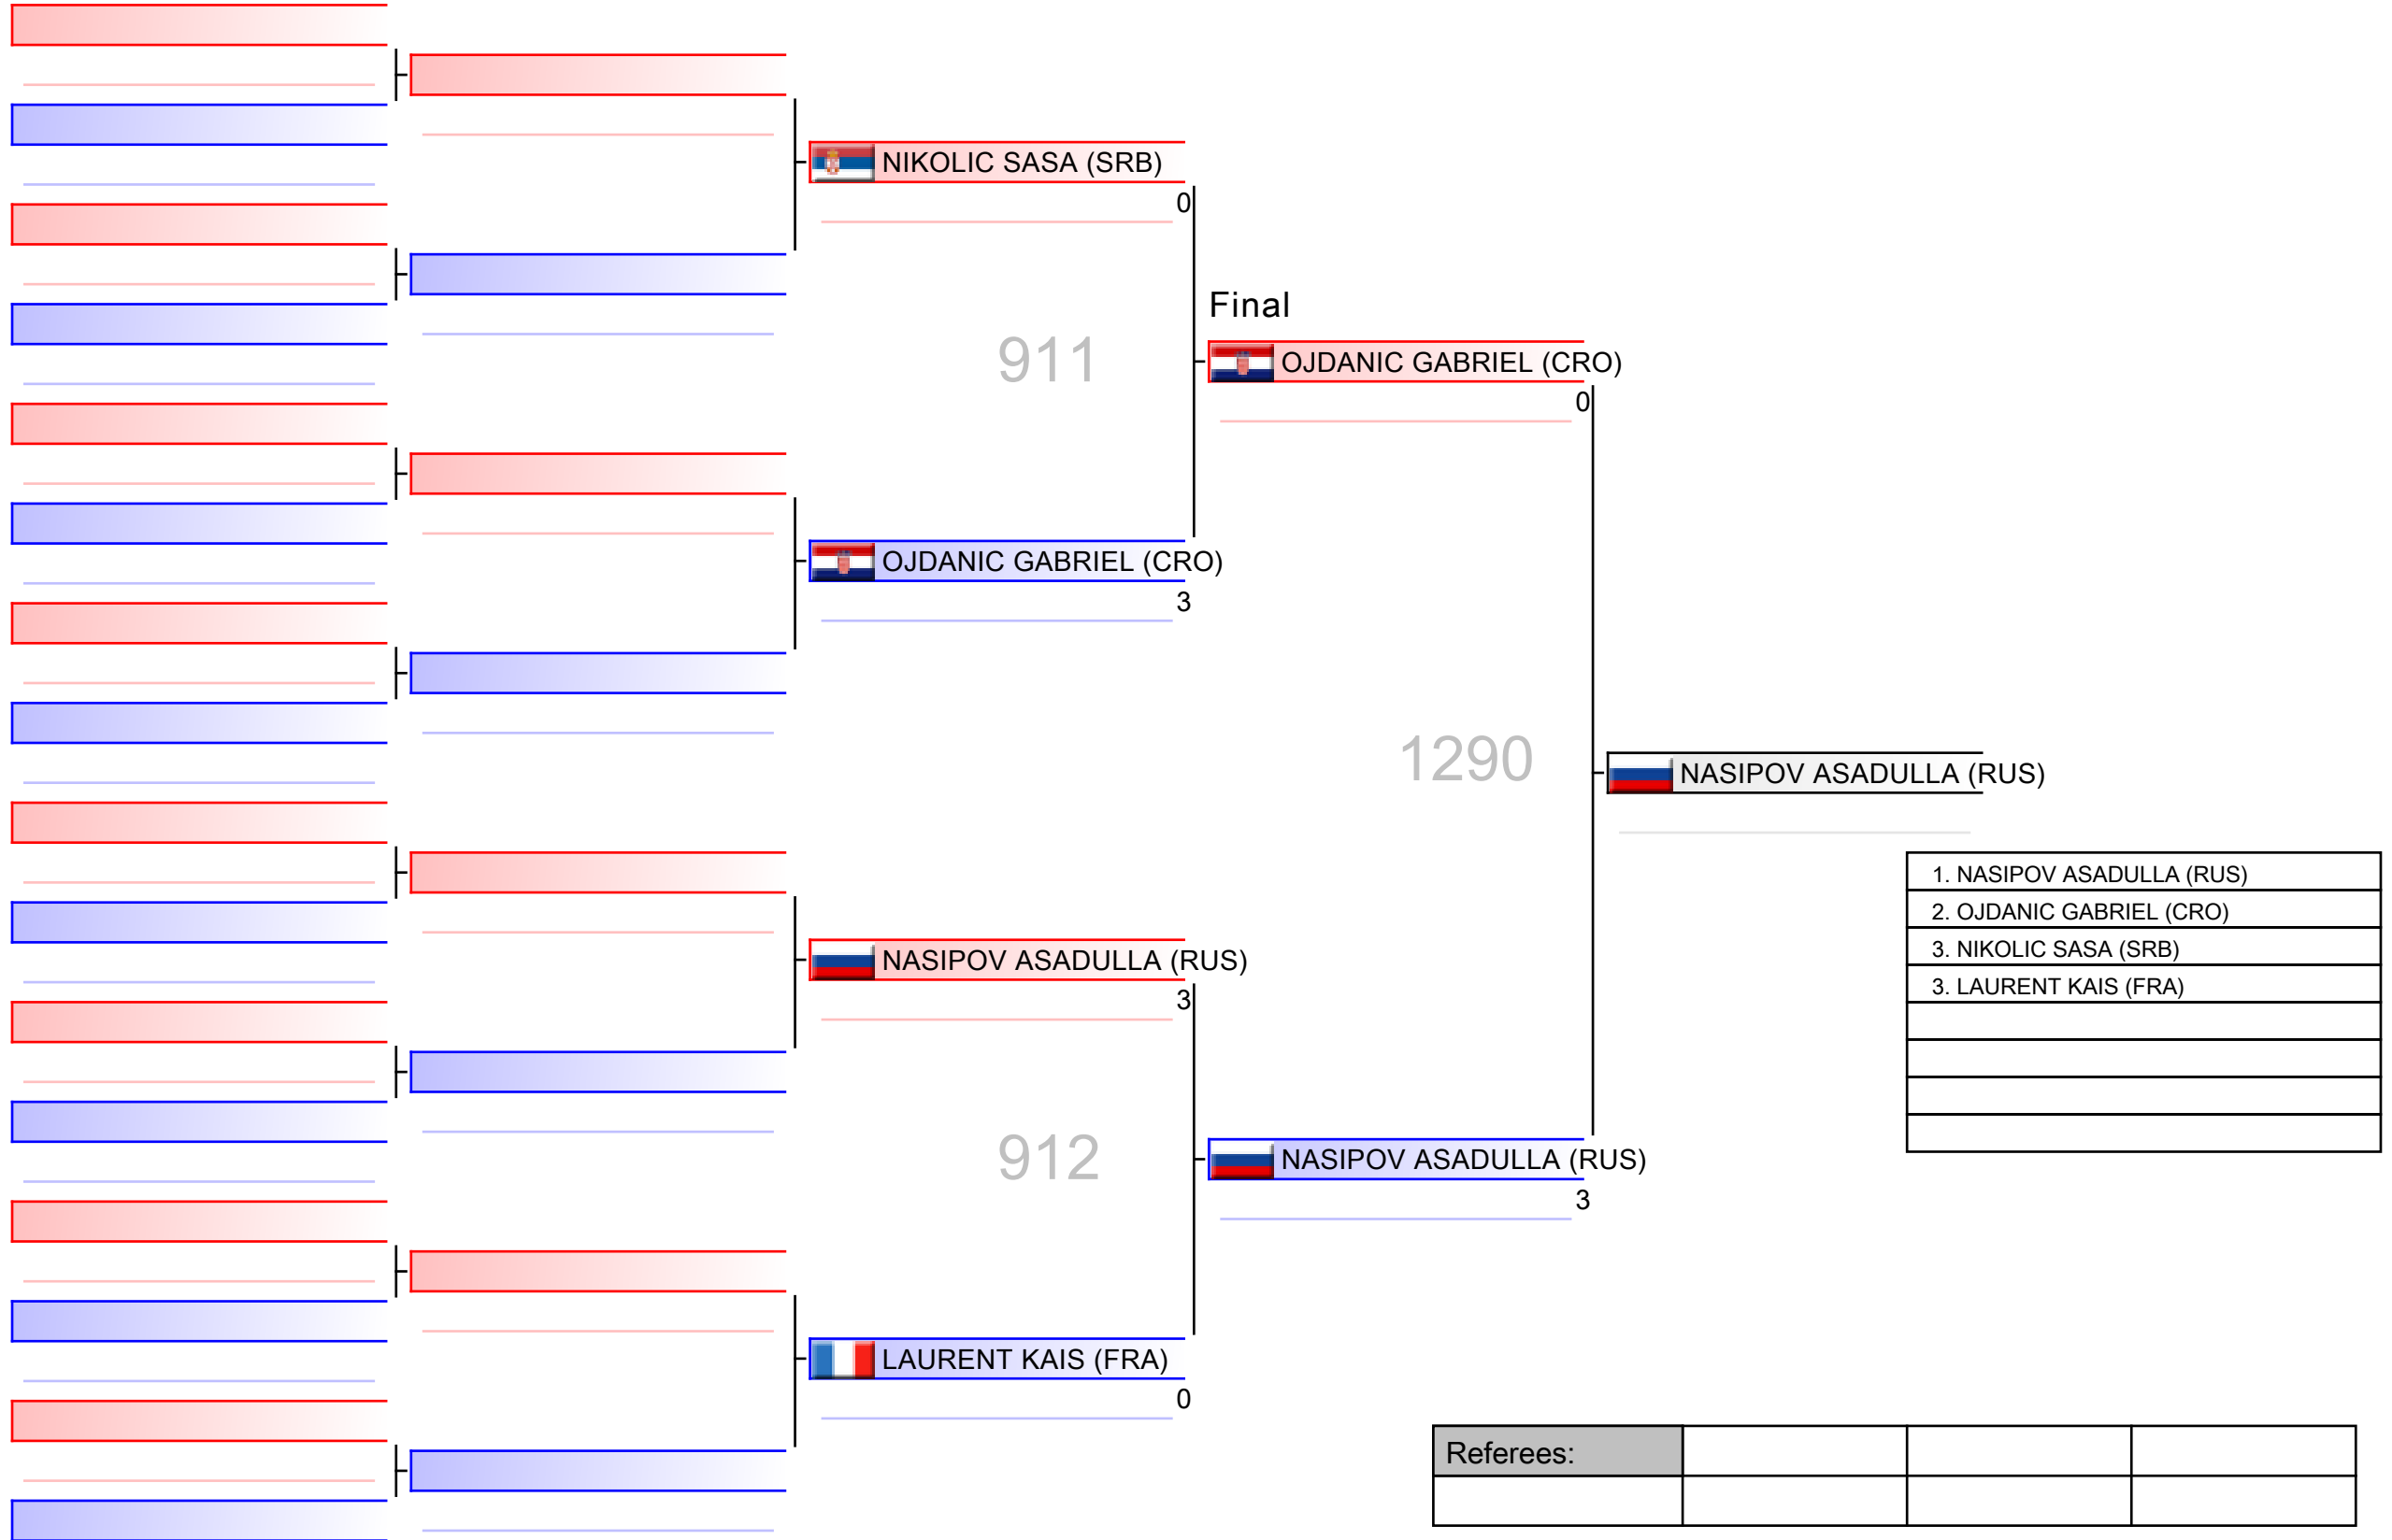 NIKOLIC SASA (SRB)
0
911
Final
OJDANIC GABRIEL (CRO)
0
OJDANIC GABRIEL (CRO)
3
1290
NASIPOV ASADULLA (RUS)
1. NASIPOV ASADULLA (RUS)
2. OJDANIC GABRIEL (CRO)
3. NIKOLIC SASA (SRB)
3. LAURENT KAIS (FRA)
NASIPOV ASADULLA (RUS)
3
912
NASIPOV ASADULLA (RUS)
3
LAURENT KAIS (FRA)
0
Referees: